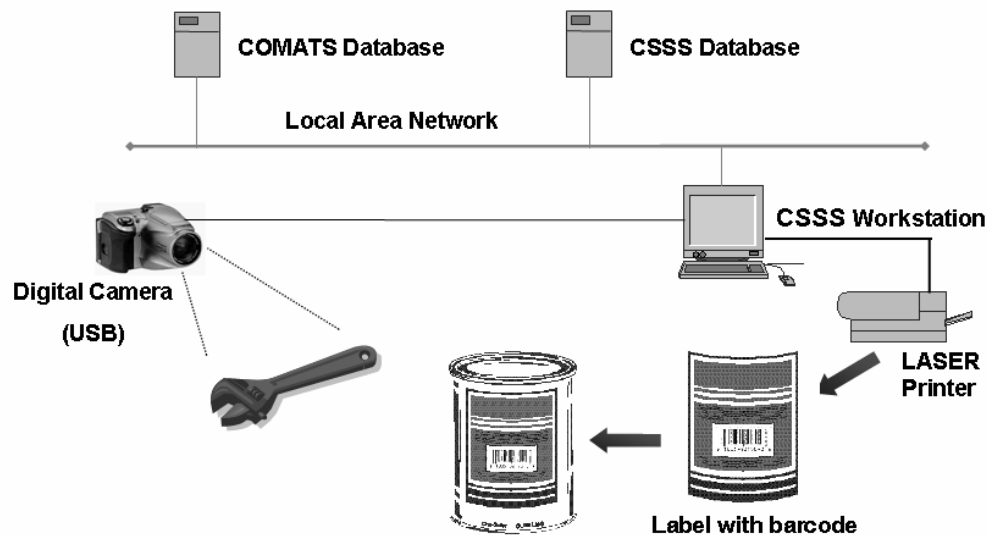 COMATS Database
CSSS Database
Local Area Network
CSSS Workstation
Digital Camera
(USB)
LASER
Printer
Label with barcode